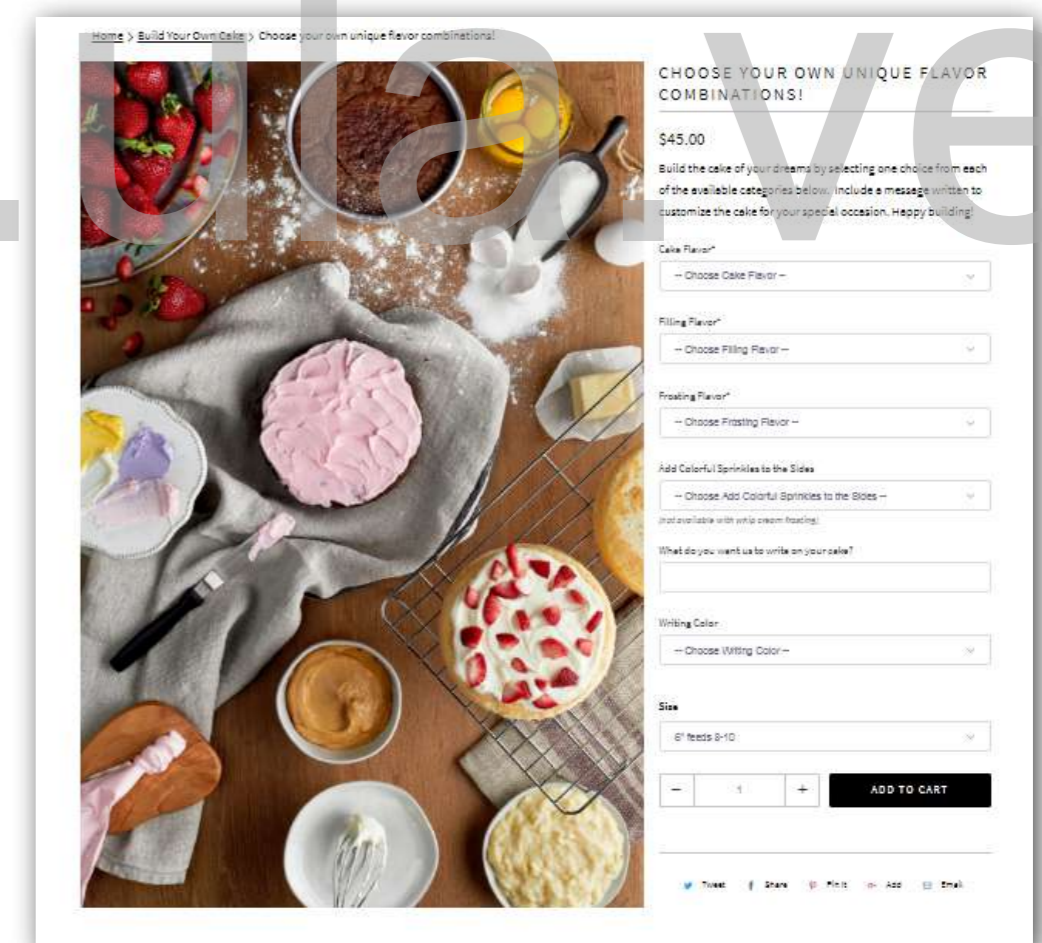 ula.ve
Home > Build Your Own Cake > Choose your own unique flavor combinations!
CHOOSE YOUR OWN UNIQUE FLAVOR
COMBINATIONS!
$45.00
Build the cake of your dreams by selecting one choice from each
of the available categories below. Include a message written to
customize the cake for your special occasion. Happy building!
Cake Flavor*
-- Choose Cake Flavor --
Filling Flavor*
-- Choose Filling Flavor --
Frosting Flavor*
-- Choose Frosting Flavor --
Add Colorful Sprinkles to the Sides
-- Choose Add Colorful Sprinkles to the Sides --
(not available with whip cream frosting)
What do you want us to write on your cake?
Writing Color
-- Choose Writing Color --
Size
6" feeds 8-10
− 1 + ADD TO CART
Tweet Share Pin It Add Email